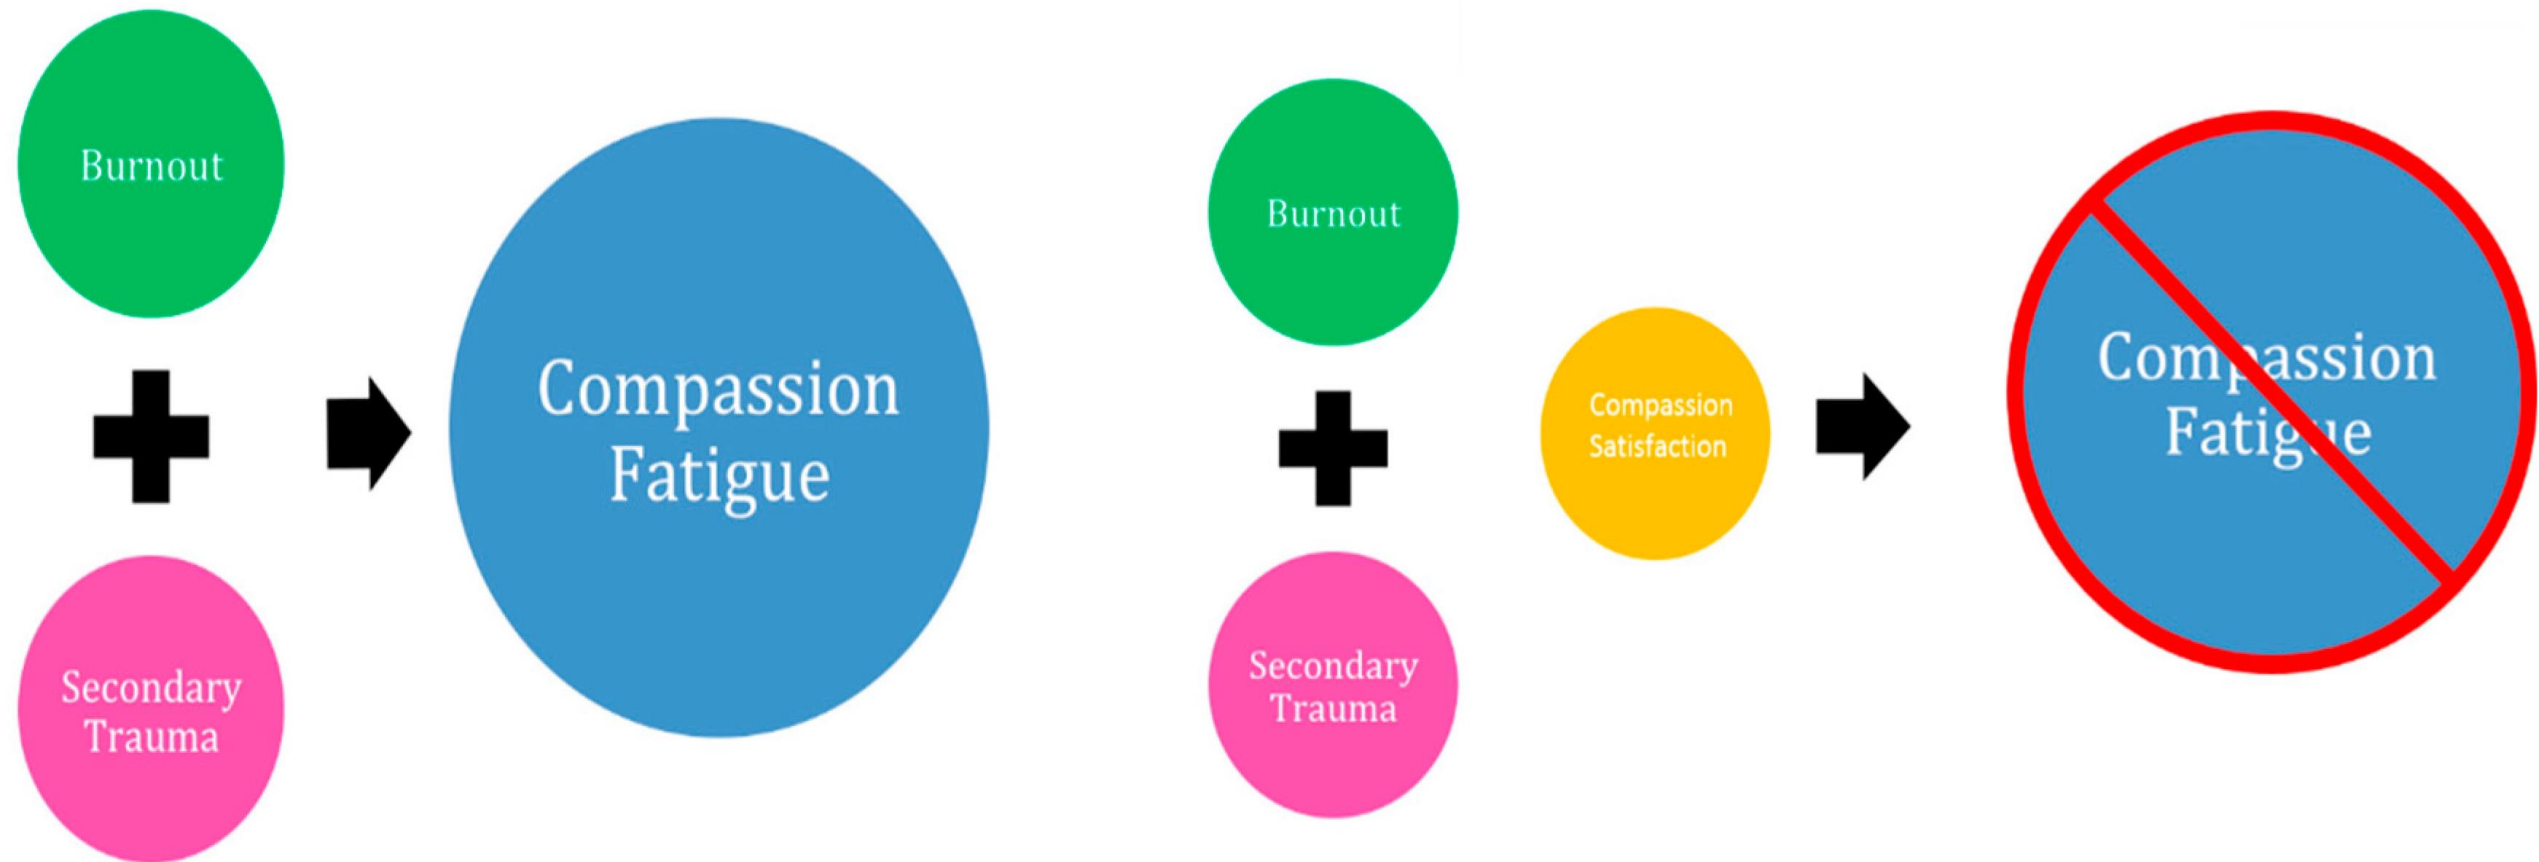 Burnout
Secondary
Trauma
Compassion
Fatigue
Burnout
Secondary
Trauma
Compassion
Satisfaction
Compassion
Fatigue